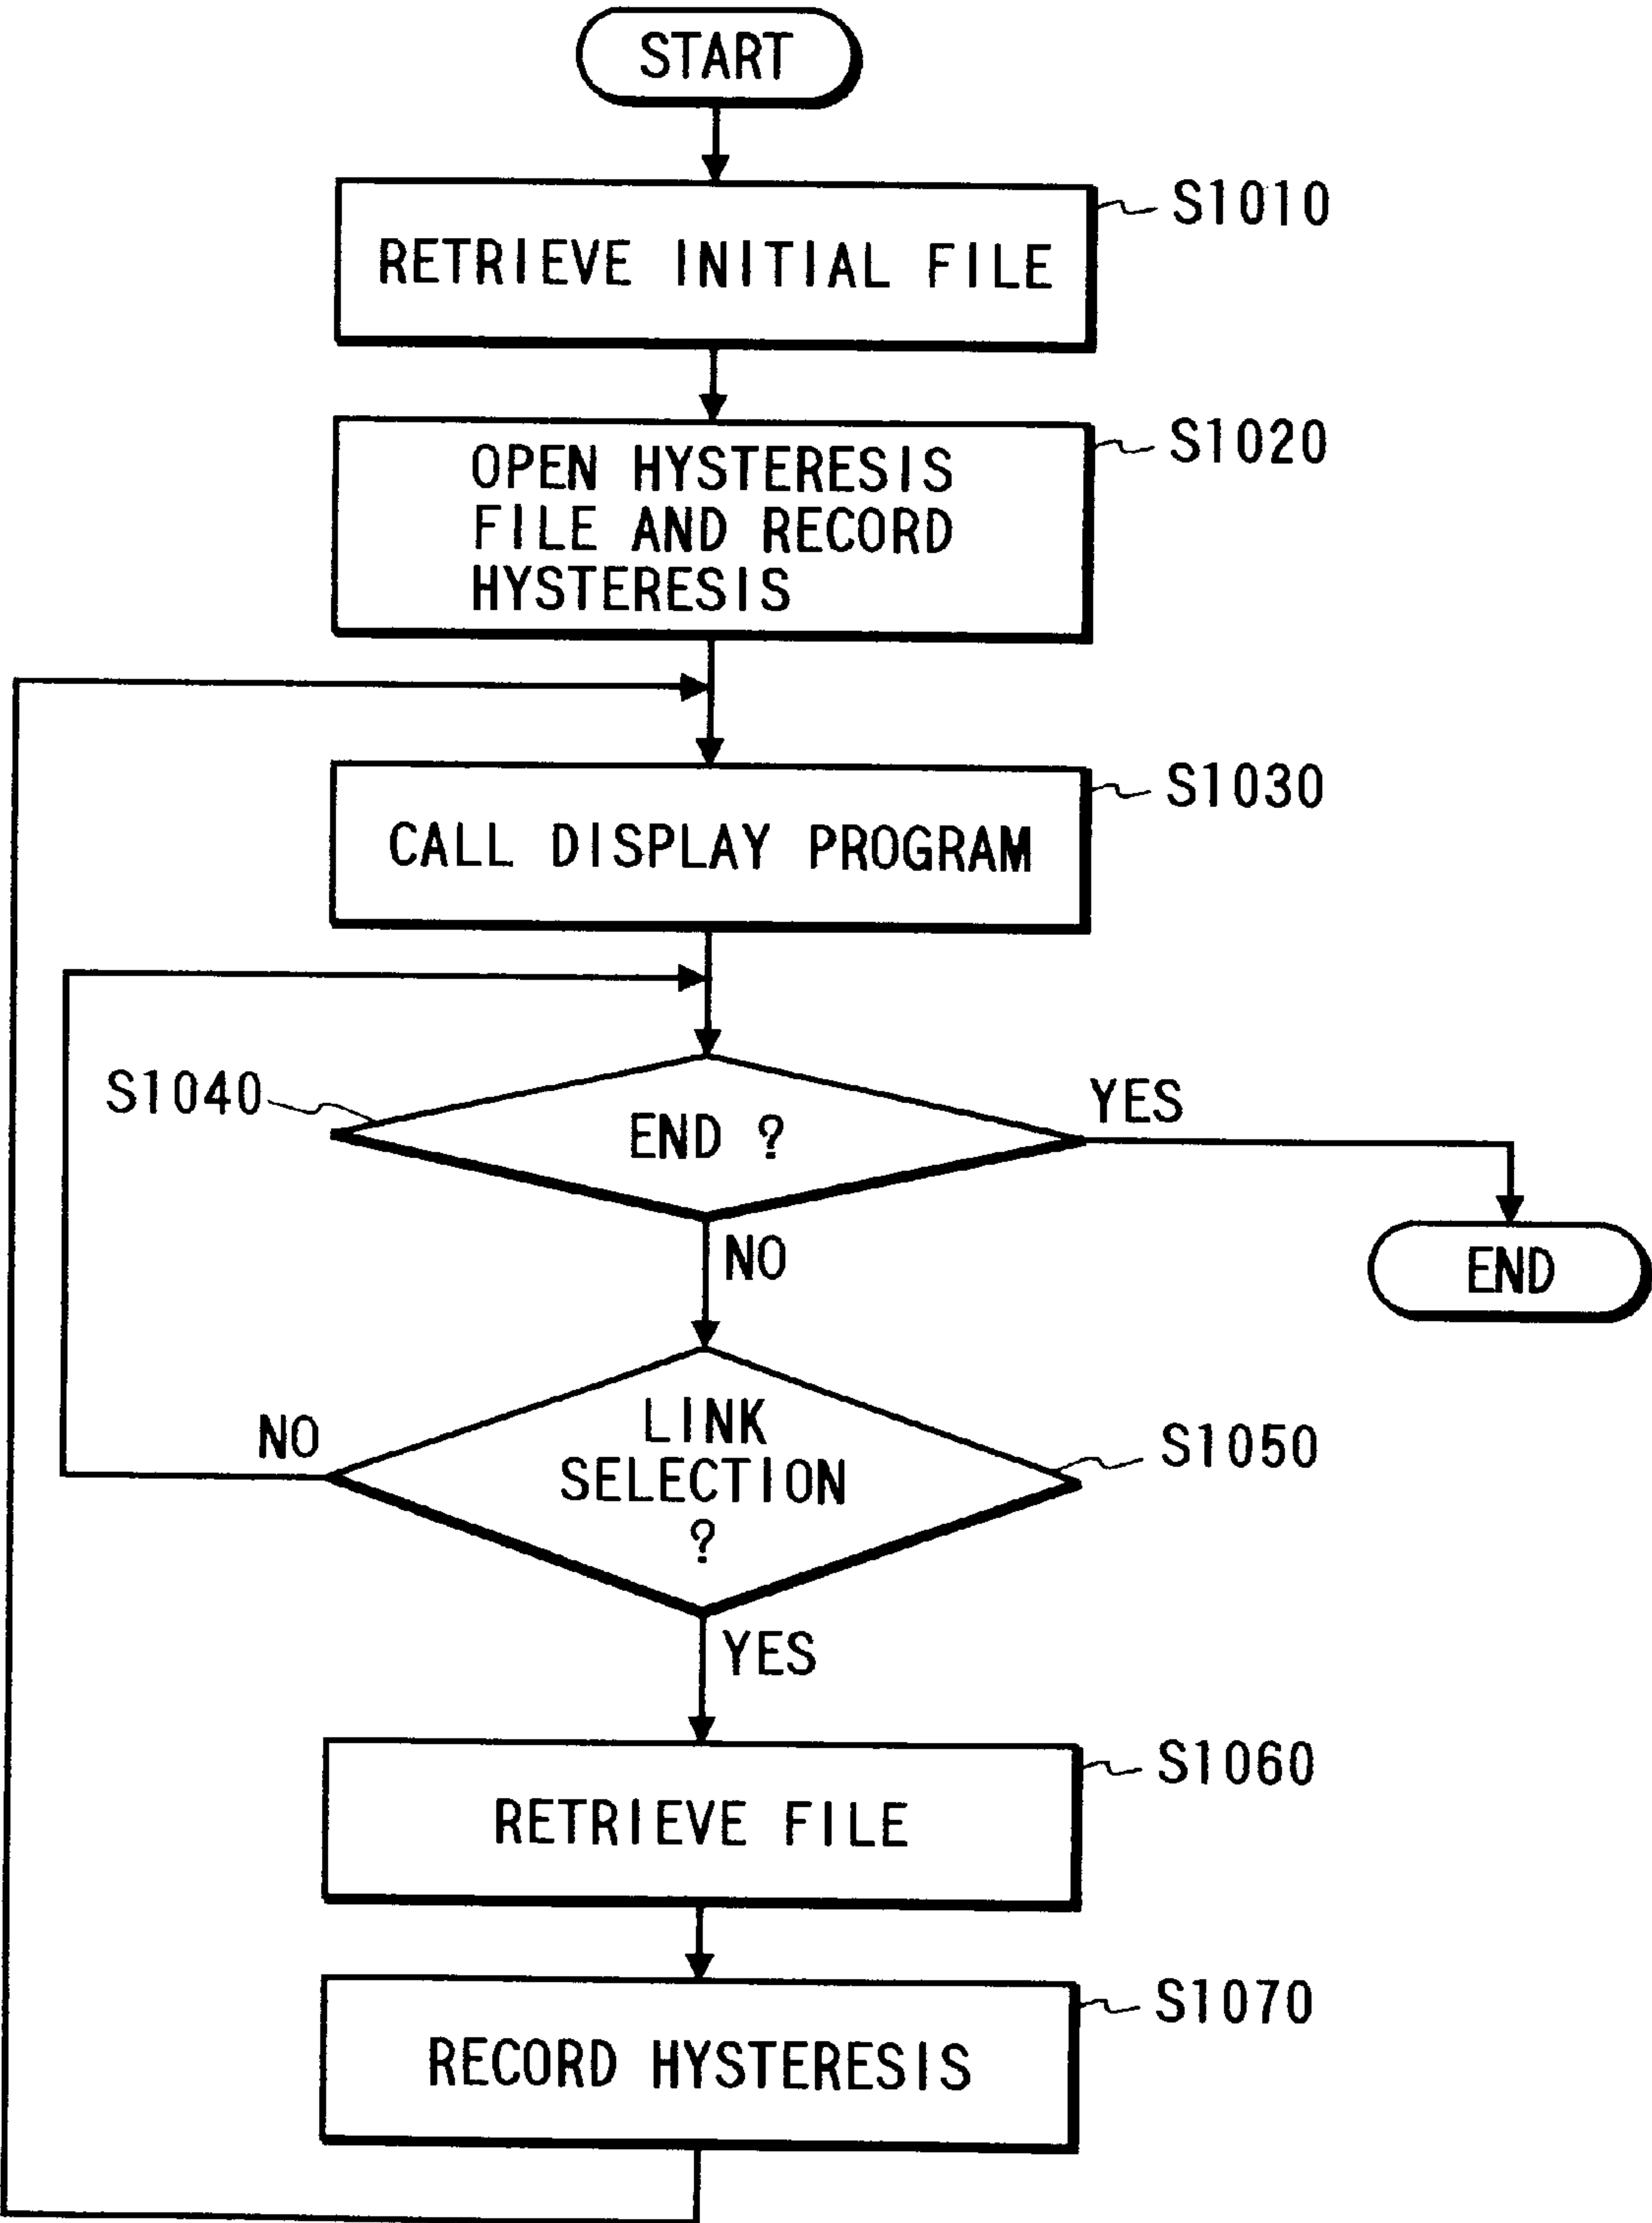 START
S1010
RETRIEVE INITIAL FILE
S1020
OPEN HYSTERESIS
FILE AND RECORD
HYSTERESIS
S1030
CALL DISPLAY PROGRAM
S1040
END ?
YES
NO
END
LINK
SELECTION
?
NO
S1050
YES
S1060
RETRIEVE FILE
S1070
RECORD HYSTERESIS